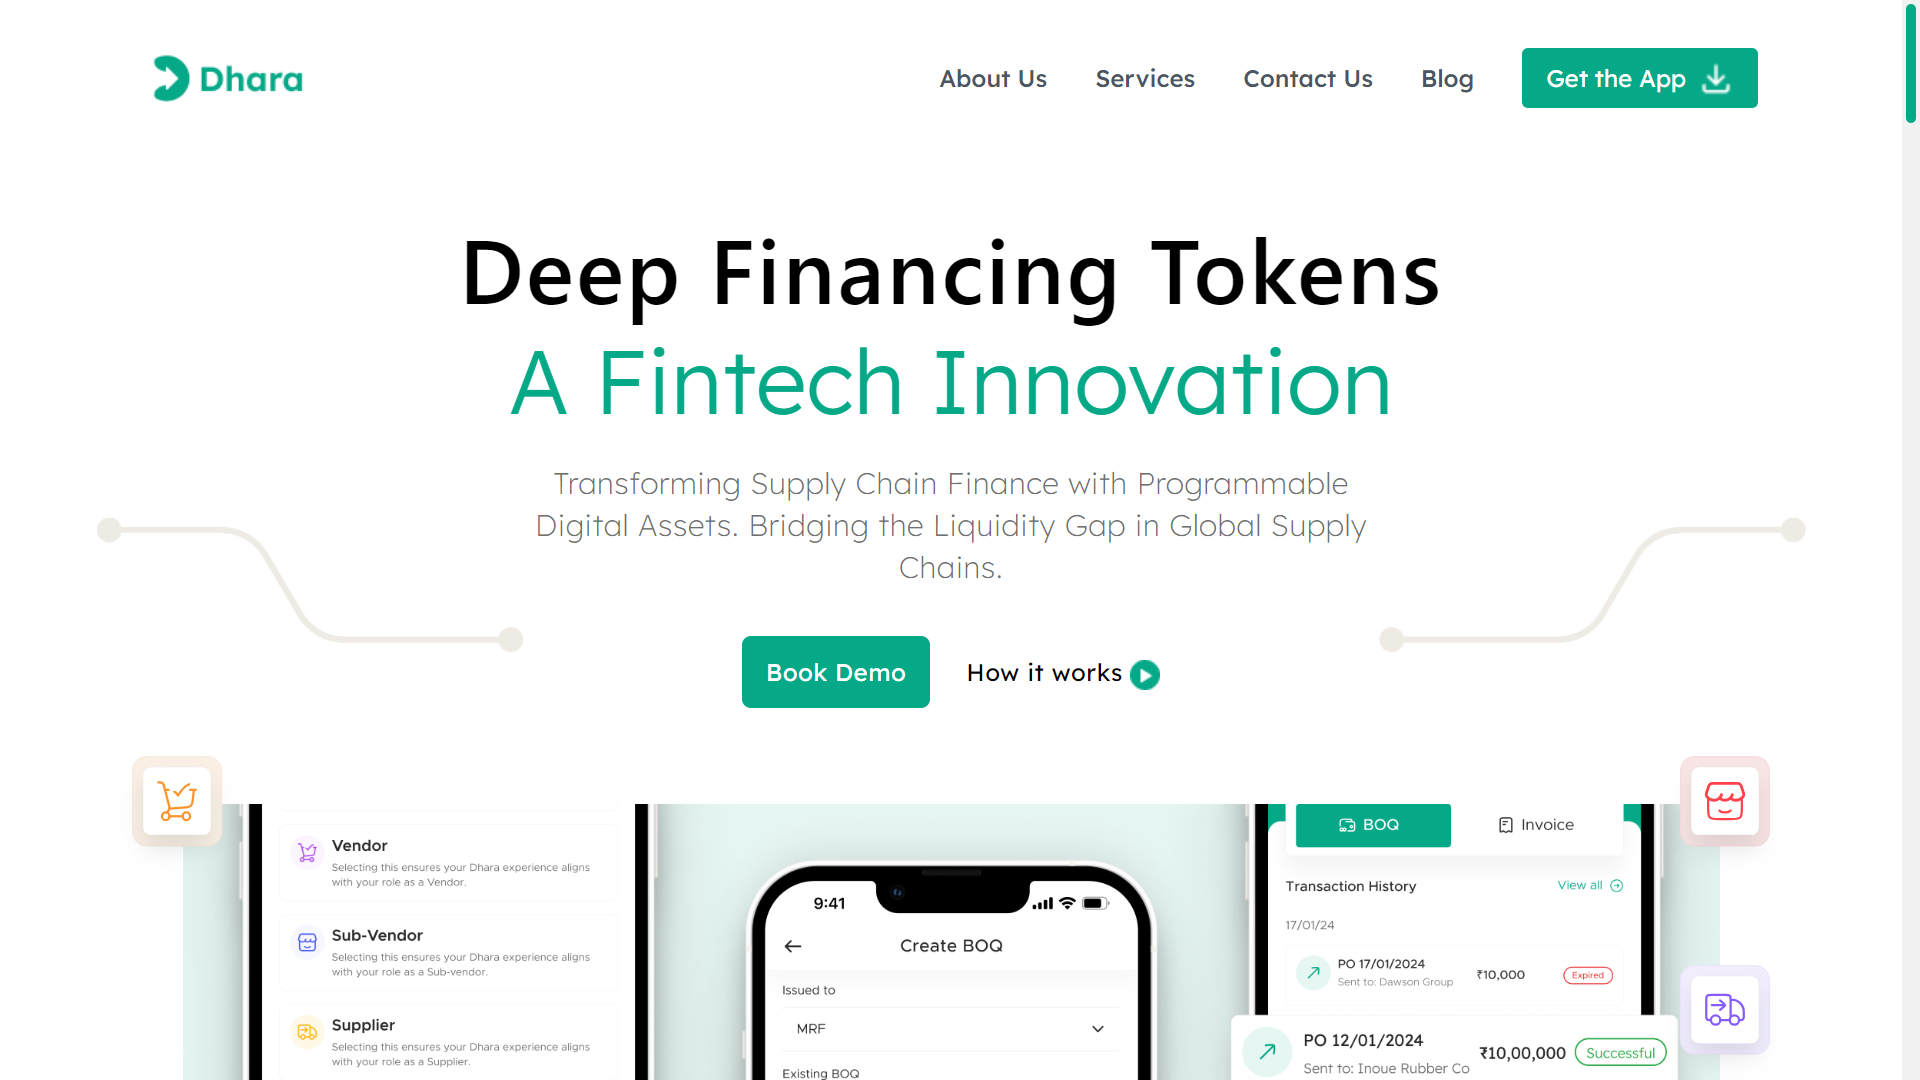 Dhara
About Us
Services
Contact Us
Blog
Get the App
Deep Financing Tokens
A Fintech Innovation
Transforming Supply Chain Finance with Programmable
Digital Assets. Bridging the Liquidity Gap in Global Supply
Chains.
Book Demo
How it works
Vendor
Selecting this ensures your Dhara experience aligns
with your role as a Vendor.
Sub-Vendor
Selecting this ensures your Dhara experience aligns
with your role as a Sub-vendor.
Supplier
Selecting this ensures your Dhara experience aligns
with your role as a Supplier.
9:41
Create BOQ
Issued to
MRF
Existing BOQ
BOQ
Invoice
Transaction History
View all
17/01/24
PO 17/01/2024
Sent to: Dawson Group
₹10,000
Expired
PO 12/01/2024
Sent to: Inoue Rubber Co
₹10,00,000
Successful